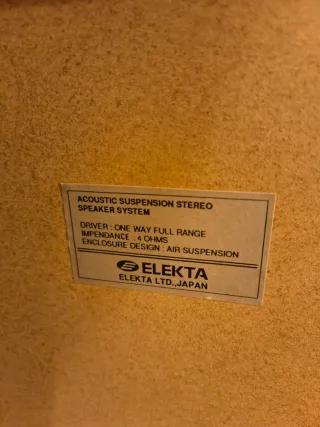 ACOUSTIC SUSPENSION STEREO
SPEAKER SYSTEM
DRIVER : ONE WAY FULL RANGE
IMPENDANCE : 4 OHMS
ENCLOSURE DESIGN : AIR SUSPENSION
ELEKTA
ELEKTA LTD.,JAPAN